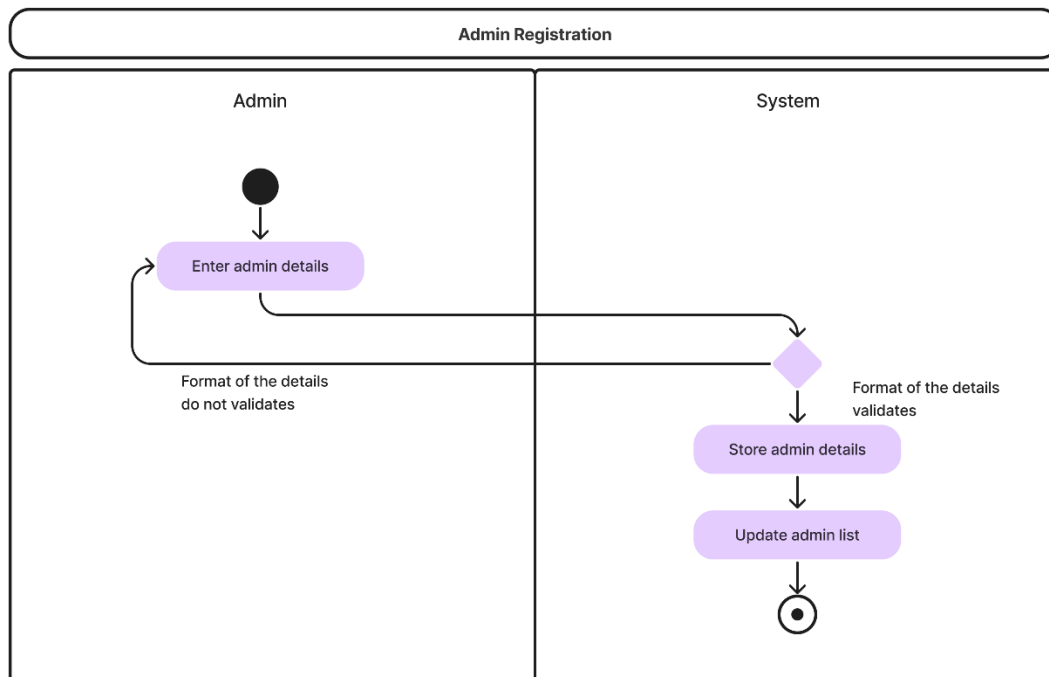 Admin Registration
Admin
System
Enter admin details
Format of the details
do not validates
Format of the details
validates
Store admin details
Update admin list